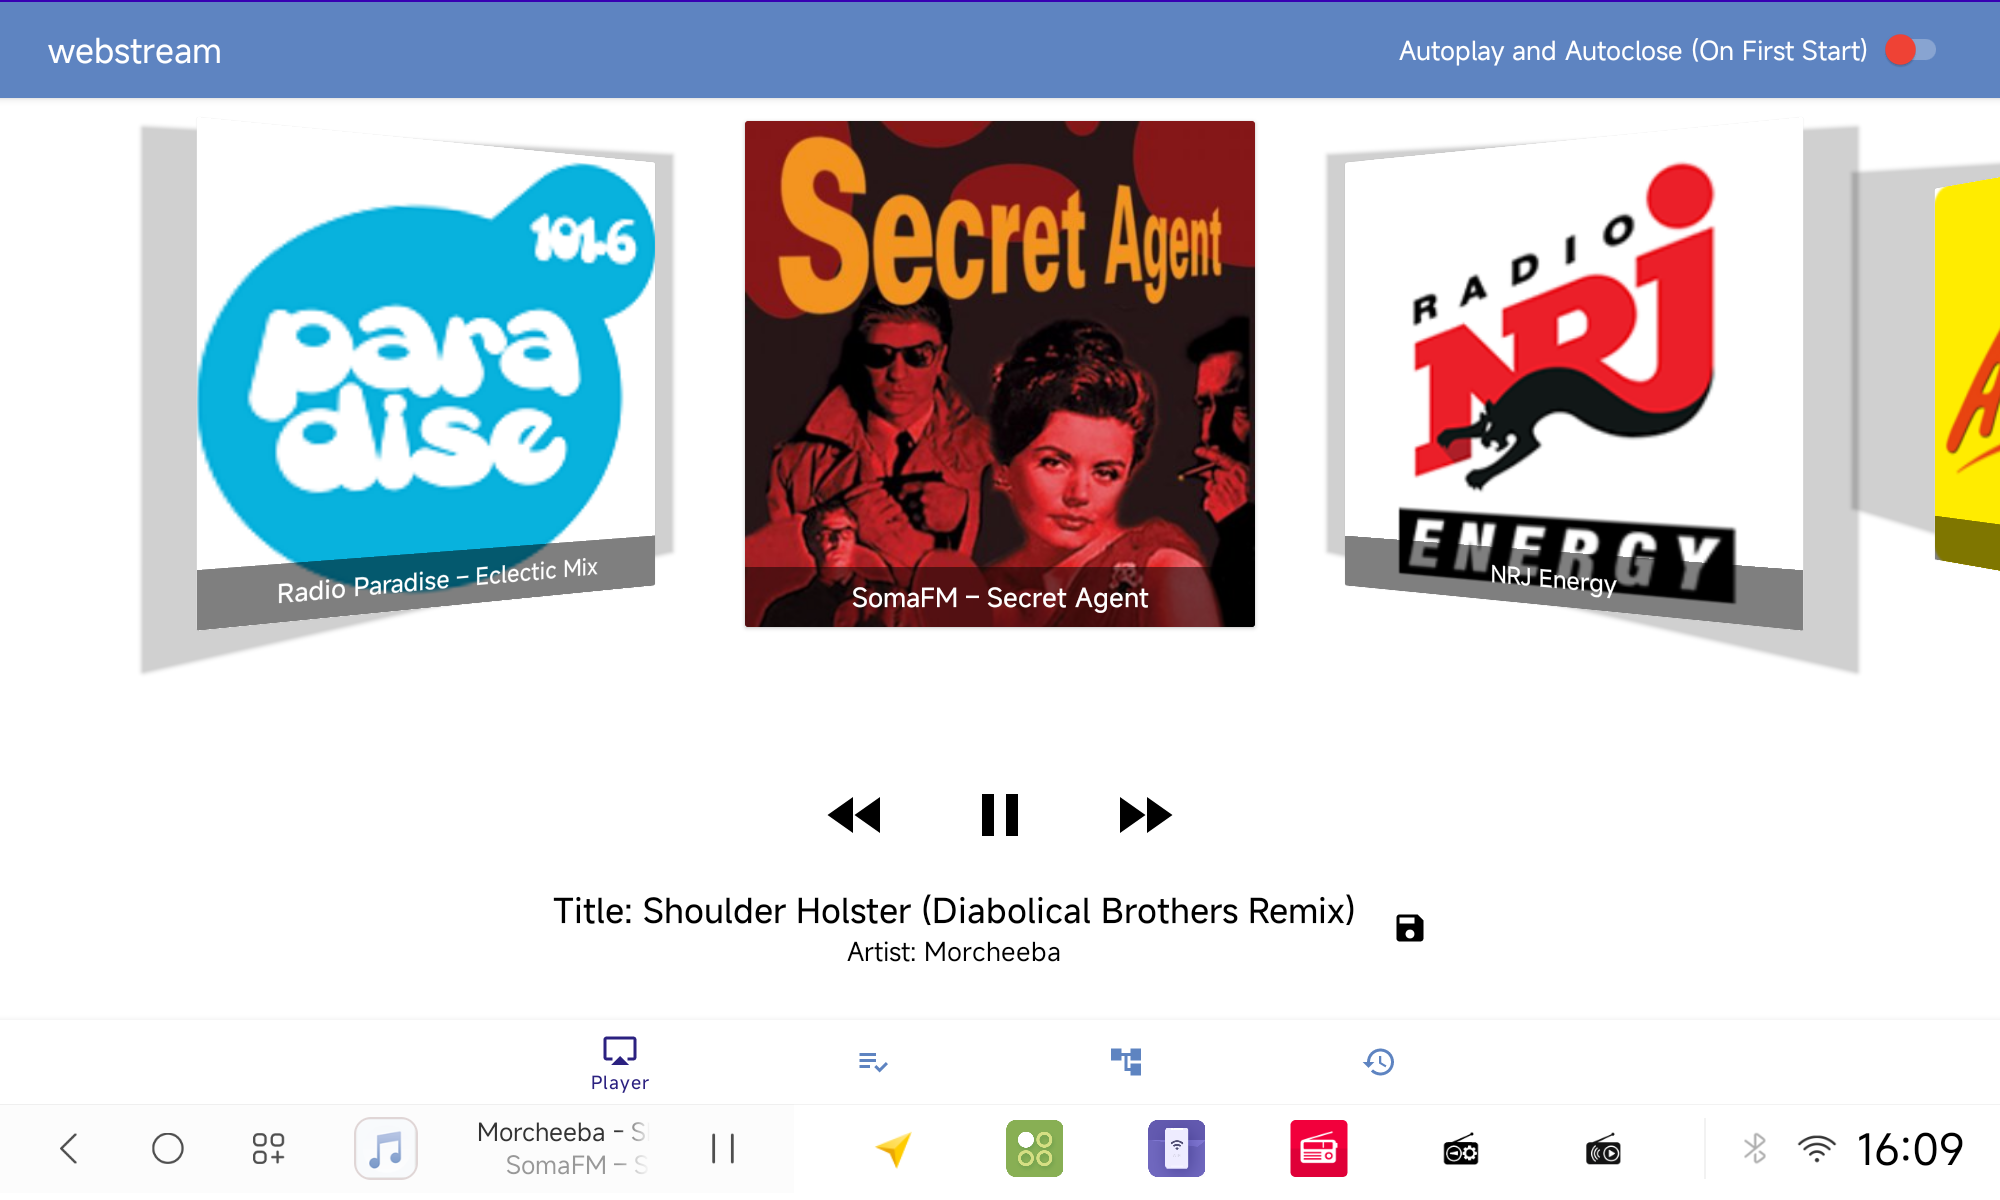 webstream
Autoplay and Autoclose (On First Start)
101.6
para
dise
Radio Paradise – Eclectic Mix
Secret Agent
SomaFM – Secret Agent
RADIO
NRJ
ENERGY
NRJ Energy
Title: Shoulder Holster (Diabolical Brothers Remix)
Artist: Morcheeba
Player
Morcheeba - S
SomaFM – S
16:09